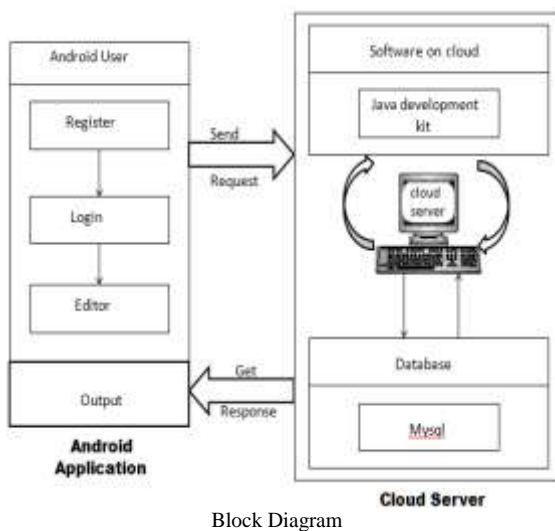 Android User
Register
Login
Editor
Output
Android
Application
Send
Request
Get
Response
Software on cloud
Java development
kit
cloud
server
Database
Mysql
Cloud Server
Block Diagram